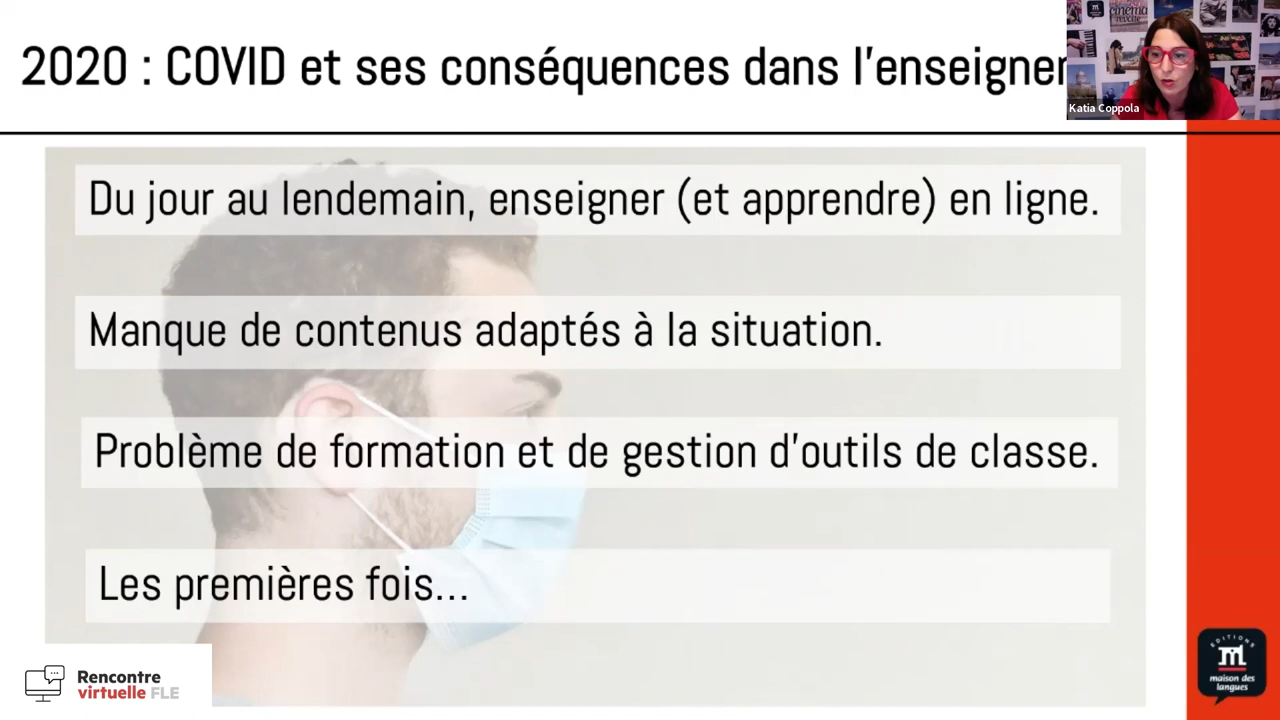 2020 : COVID et ses conséquences dans l'enseigner
Katia Coppola
Du jour au lendemain, enseigner (et apprendre) en ligne.
Manque de contenus adaptés à la situation.
Problème de formation et de gestion d'outils de classe.
Les premières fois...
Rencontre
virtuelle FLE
EDITIONS
maison des
langues